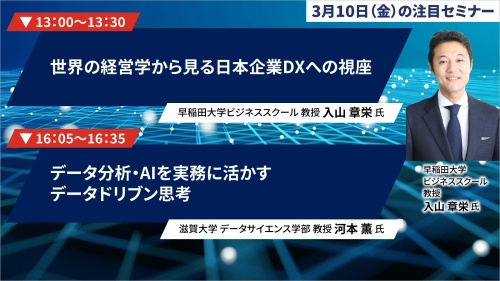 3月10日（金）の注目セミナー
▼13:00～13:30
世界の経営学から見る日本企業DXへの視座
早稲田大学ビジネススクール 教授 入山 章栄 氏
▼16:05～16:35
データ分析・AIを実務に活かす
データドリブン思考
滋賀大学 データサイエンス学部 教授 河本 薫 氏
早稲田大学
ビジネススクール
教授
入山 章栄 氏